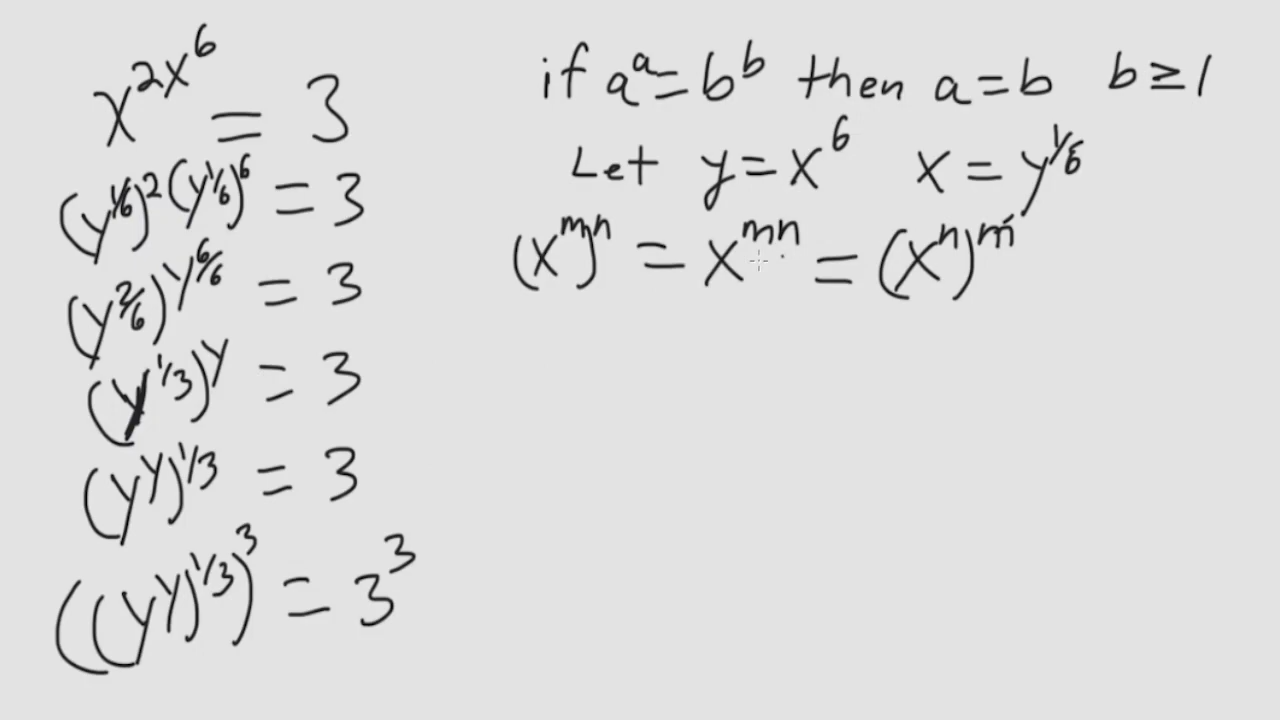 x^{2x^6} = 3
(y^{1/6})^{2(y^{1/6})^6} = 3
(y^{2/6})^{y^{6/6}} = 3
(y^{1/3})^y = 3
(y^y)^{1/3} = 3
((y^y)^{1/3})^3 = 3^3
if a^a = b^b then a = b b ≥ 1
Let y = x^6 x = y^{1/6}
(x^m)^n = x^{mn} = (x^n)^m